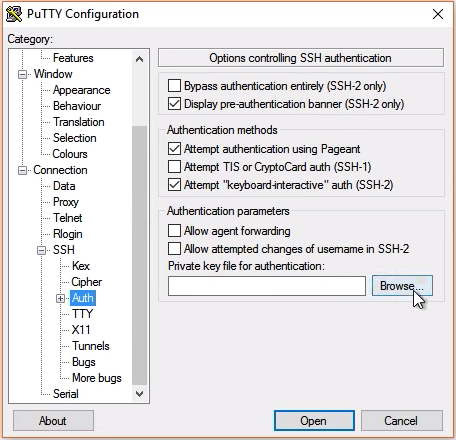 PuTTY Configuration
Category:
Features
Window
Appearance
Behaviour
Translation
Selection
Colours
Connection
Data
Proxy
Telnet
Rlogin
SSH
Kex
Cipher
Auth
TTY
X11
Tunnels
Bugs
More bugs
Serial
Options controlling SSH authentication
Bypass authentication entirely (SSH-2 only)
Display pre-authentication banner (SSH-2 only)
Authentication methods
Attempt authentication using Pageant
Attempt TIS or CryptoCard auth (SSH-1)
Attempt "keyboard-interactive" auth (SSH-2)
Authentication parameters
Allow agent forwarding
Allow attempted changes of username in SSH-2
Private key file for authentication:
Browse...
About
Open
Cancel